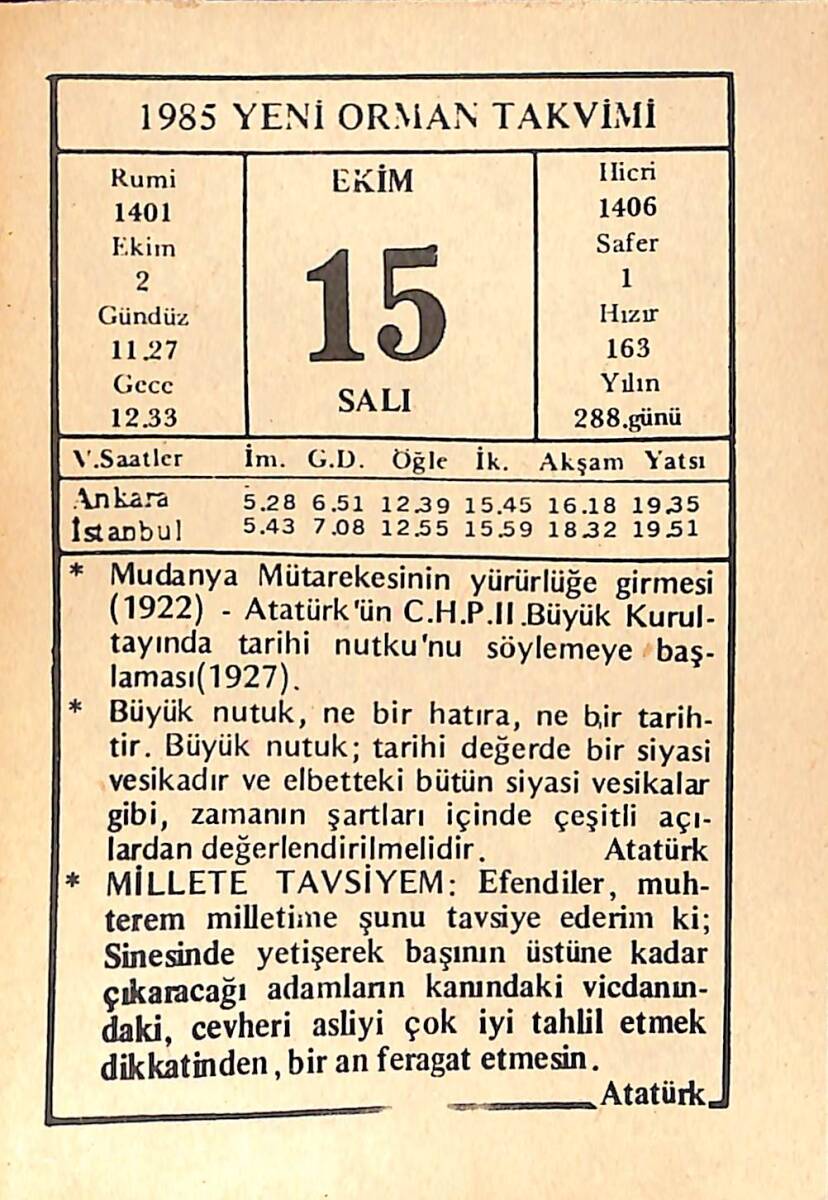 1985 YENİ ORMAN TAKVİMİ
Rumi
1401
Ekim
2
Gündüz
11.27
Gece
12.33
EKİM
15
SALI
Hicri
1406
Safer
1
Hızır
163
Yılın
288.günü
V.Saatler İm. G.D. Öğle İk. Akşam Yatsı
Ankara 5.28 6.51 12.39 15.45 16.18 19.35
İstanbul 5.43 7.08 12.55 15.59 18.32 19.51
* Mudanya Mütarekesinin yürürlüğe girmesi
(1922) - Atatürk'ün C.H.P.II.Büyük Kurul-
tayında tarihi nutku'nu söylemeye baş-
laması(1927).
* Büyük nutuk, ne bir hatıra, ne bir tarih-
tir. Büyük nutuk; tarihi değerde bir siyasi
vesikadır ve elbetteki bütün siyasi vesikalar
gibi, zamanın şartları içinde çeşitli açı-
lardan değerlendirilmelidir. Atatürk
* MİLLETE TAVSİYEM: Efendiler, muh-
terem milletime şunu tavsiye ederim ki;
Sinesinde yetişerek başının üstüne kadar
çıkaracağı adamların kanındaki vicdanın-
daki, cevheri asliyi çok iyi tahlil etmek
dikkatinden, bir an feragat etmesin.
Atatürk